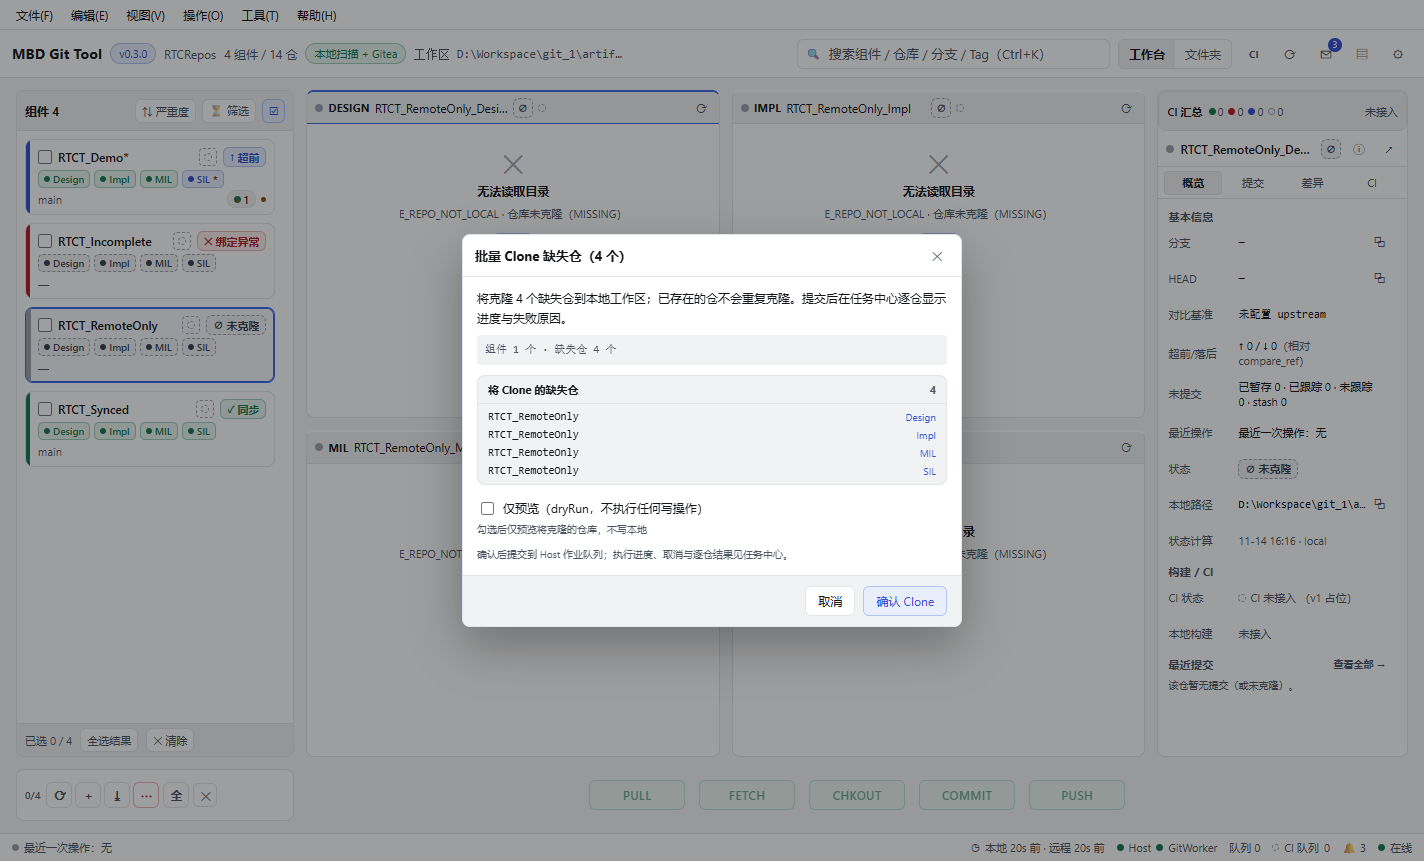 文件(F) 编辑(E) 视图(V) 操作(O) 工具(T) 帮助(H)
MBD Git Tool v0.3.0 RTCRepos 4 组件 / 14 仓 本地扫描 + Gitea 工作区 D:\Workspace\git_1\artif… 搜索组件 / 仓库 / 分支 / Tag（Ctrl+K） 工作台 文件夹 CI 3
组件 4 严重度 筛选
RTCT_Demo* ↑ 超前
Design Impl MIL SIL *
main 1
RTCT_Incomplete 绑定异常
Design Impl MIL SIL
—
RTCT_RemoteOnly 未克隆
Design Impl MIL SIL
—
RTCT_Synced ✓ 同步
Design Impl MIL SIL
main
已选 0 / 4 全选结果 清除
0/4 + ⋯ 全
DESIGN RTCT_RemoteOnly_Desi…
无法读取目录
E_REPO_NOT_LOCAL · 仓库未克隆（MISSING）
IMPL RTCT_RemoteOnly_Impl
无法读取目录
E_REPO_NOT_LOCAL · 仓库未克隆（MISSING）
MIL RTCT_RemoteOnly_M
E_REPO_NOT
录
克隆（MISSING）
批量 Clone 缺失仓（4 个）
将克隆 4 个缺失仓到本地工作区；已存在的仓不会重复克隆。提交后在任务中心逐仓显示
进度与失败原因。
组件 1 个 · 缺失仓 4 个
将 Clone 的缺失仓 4
RTCT_RemoteOnly Design
RTCT_RemoteOnly Impl
RTCT_RemoteOnly MIL
RTCT_RemoteOnly SIL
仅预览（dryRun，不执行任何写操作）
勾选后仅预览将克隆的仓库，不写本地
确认后提交到 Host 作业队列；执行进度、取消与逐仓结果见任务中心。
取消 确认 Clone
PULL FETCH CHKOUT COMMIT PUSH
CI 汇总 0 0 0 0 未接入
RTCT_RemoteOnly_De…
概览 提交 差异 CI
基本信息
分支 —
HEAD —
对比基准 未配置 upstream
超前/落后 ↑ 0 / ↓ 0（相对
compare_ref）
未提交 已暂存 0 · 已跟踪 0 · 未跟踪
0 · stash 0
最近操作 最近一次操作：无
状态 未克隆
本地路径 D:\Workspace\git_1\a…
状态计算 11-14 16:16 · local
构建 / CI
CI 状态 CI 未接入 （v1 占位）
本地构建 未接入
最近提交 查看全部 →
该仓暂无提交（或未克隆）。
最近一次操作：无 本地 20s 前 · 远程 20s 前 Host GitWorker 队列 0 CI 队列 0 3 在线